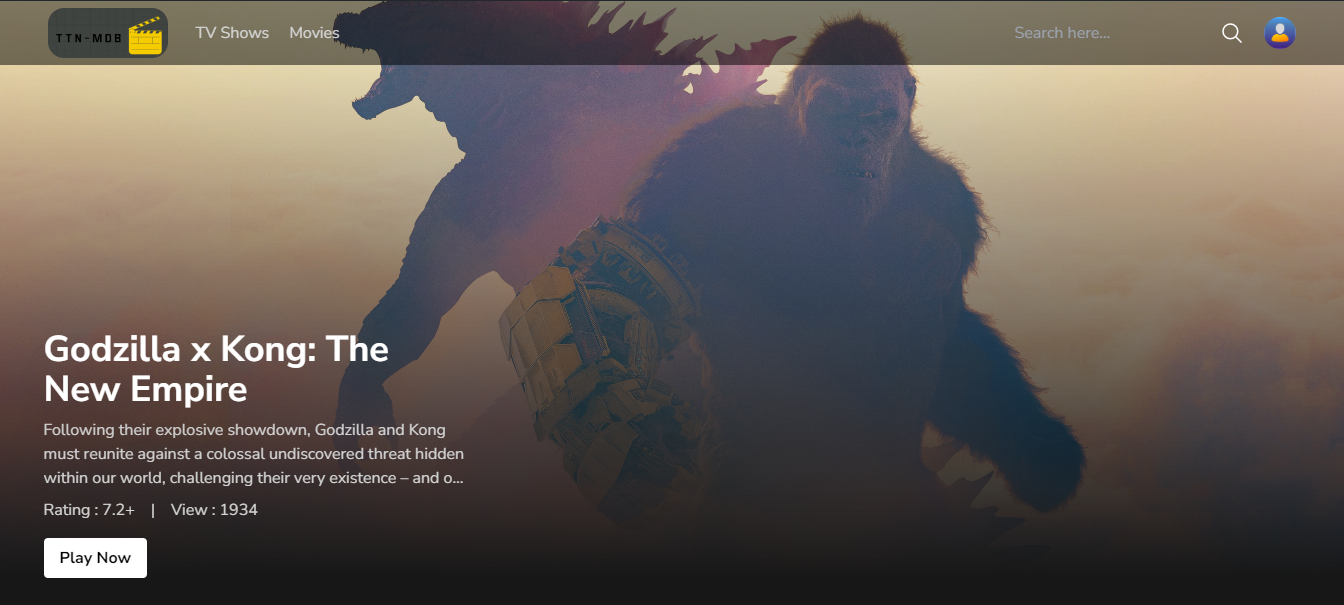 TTN-MDB
TV Shows
Movies
Search here...
Godzilla x Kong: The
New Empire
Following their explosive showdown, Godzilla and Kong
must reunite against a colossal undiscovered threat hidden
within our world, challenging their very existence – and o...
Rating : 7.2+ | View : 1934
Play Now